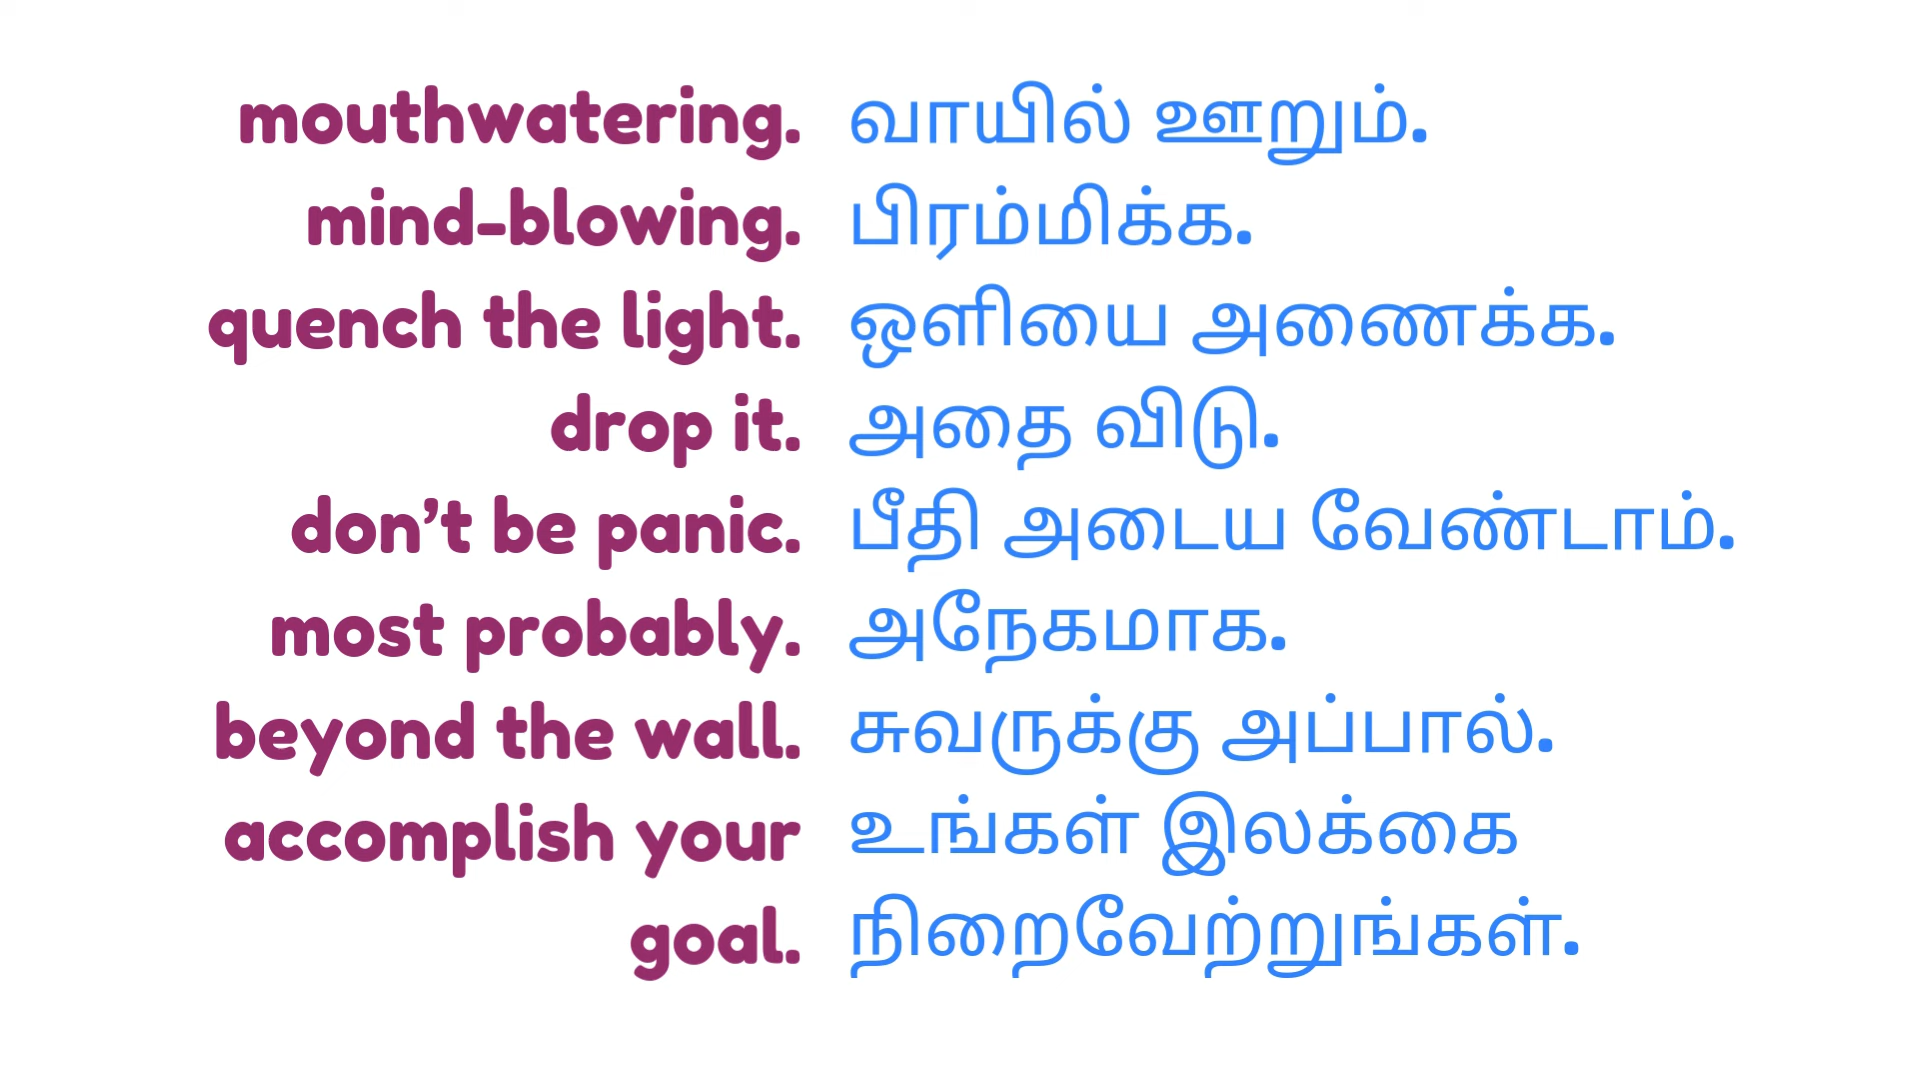 mouthwatering. வாயில் ஊறும்.
mind-blowing. பிரம்மிக்க.
quench the light. ஒளியை அணைக்க.
drop it. அதை விடு.
don’t be panic. பீதி அடைய வேண்டாம்.
most probably. அநேகமாக.
beyond the wall. சுவருக்கு அப்பால்.
accomplish your உங்கள் இலக்கை
goal. நிறைவேற்றுங்கள்.